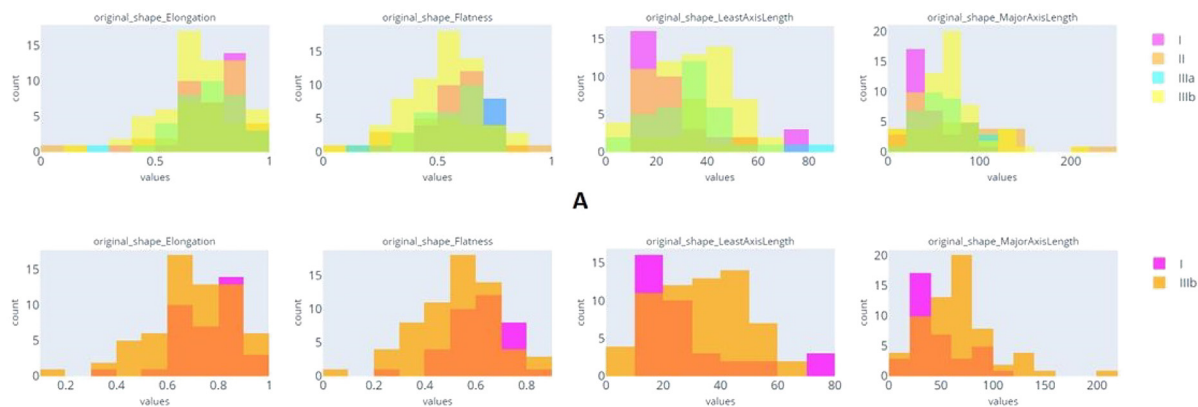 original_shape_Elongation
original_shape_Flatness
original_shape_LeastAxisLength
original_shape_MajorAxisLength
15
10
5
0
count
0
0.5
1
values
15
10
5
0
count
0
0.5
1
values
15
10
5
0
count
0
20
40
60
80
values
20
15
10
5
0
count
0
100
200
values
I
II
IIIa
IIIb
A
original_shape_Elongation
original_shape_Flatness
original_shape_LeastAxisLength
original_shape_MajorAxisLength
15
10
5
0
count
0.2
0.4
0.6
0.8
1
values
15
10
5
0
count
0
0.2
0.4
0.6
0.8
values
15
10
5
0
count
0
20
40
60
80
values
20
15
10
5
0
count
0
50
100
150
200
values
I
IIIb